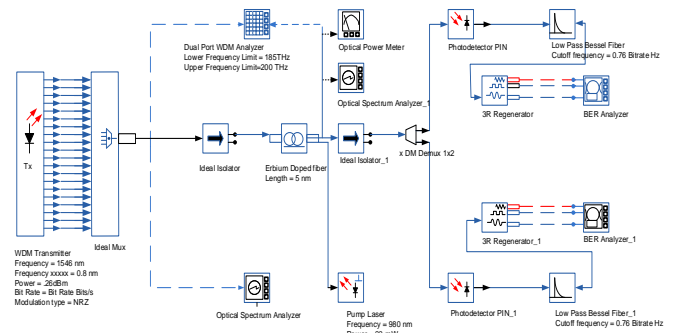 Dual Port WDM Analyzer
Lower Frequency Limit = 185THz
Upper Frequency Limit=200 THz
Optical Power Meter
Optical Spectrum Analyzer_1
Photodetector PIN
Low Pass Bessel Fiber
Cutoff frequency = 0.76 Bitrate Hz
3R Regenerator
BER Analyzer
Tx
Ideal Mux
Ideal Isolator
Erbium Doped fiber
Length = 5 nm
Ideal Isolator_1
x DM Demux 1x2
WDM Transmitter
Frequency = 1546 nm
Frequency xxxxx = 0.8 nm
Power = .26dBm
Bit Rate = Bit Rate Bits/s
Modulation type = NRZ
Optical Spectrum Analyzer
Pump Laser
Frequency = 980 nm
3R Regenerator_1
BER Analyzer_1
Photodetector PIN_1
Low Pass Bessel Fiber_1
Cutoff frequency = 0.76 Bitrate Hz